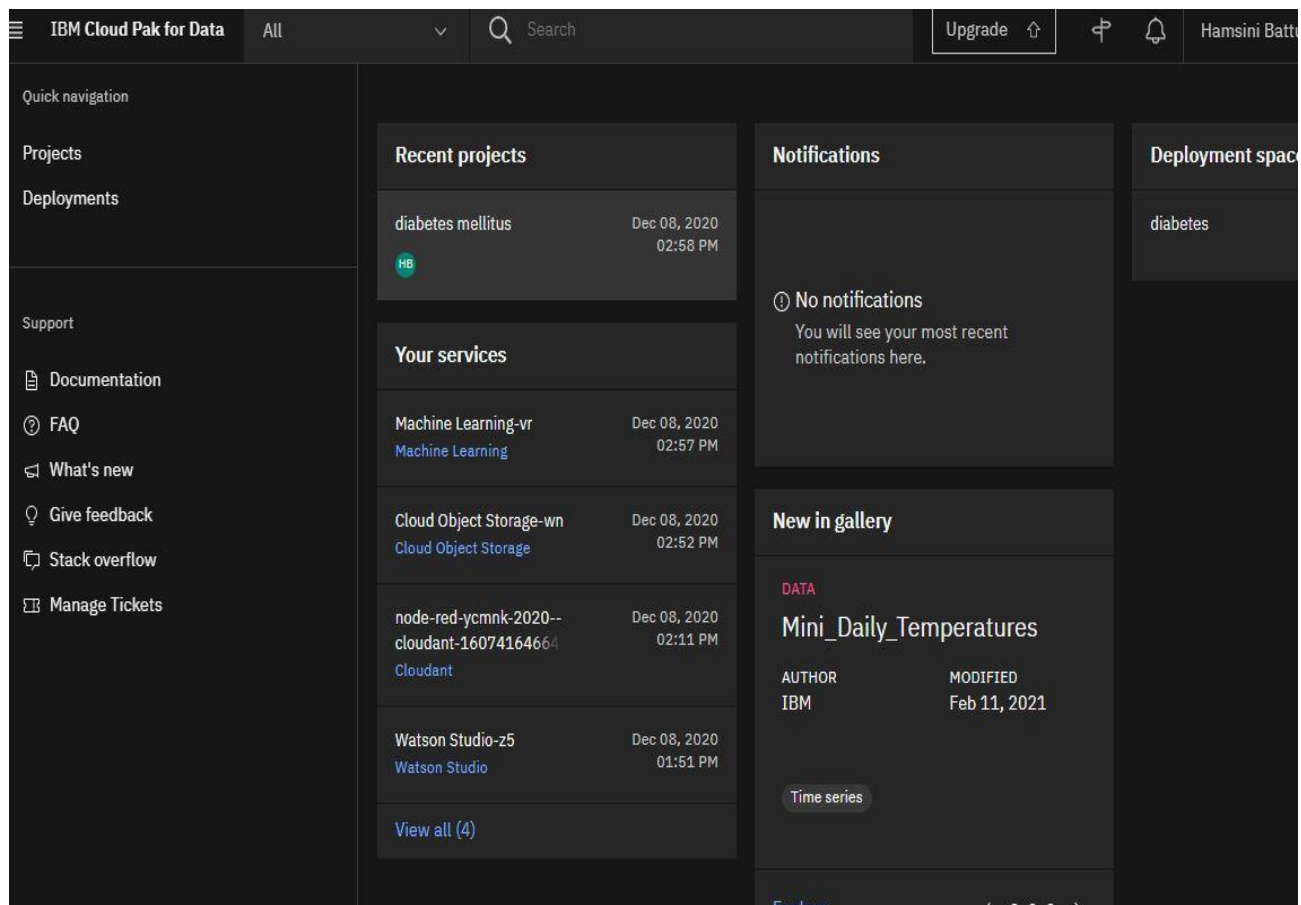 IBM Cloud Pak for Data All Search Upgrade Hamsini Battu
Quick navigation
Projects
Deployments
Support
Documentation
FAQ
What's new
Give feedback
Stack overflow
Manage Tickets
Recent projects
diabetes mellitus Dec 08, 2020
02:58 PM
HB
Your services
Machine Learning-vr Dec 08, 2020
Machine Learning 02:57 PM
Cloud Object Storage-wn Dec 08, 2020
Cloud Object Storage 02:52 PM
node-red-ycmnk-2020-- Dec 08, 2020
cloudant-16074164664 02:11 PM
Cloudant
Watson Studio-z5 Dec 08, 2020
Watson Studio 01:51 PM
View all (4)
Notifications
No notifications
You will see your most recent
notifications here.
New in gallery
DATA
Mini_Daily_Temperatures
AUTHOR MODIFIED
IBM Feb 11, 2021
Time series
Deployment spac
diabetes